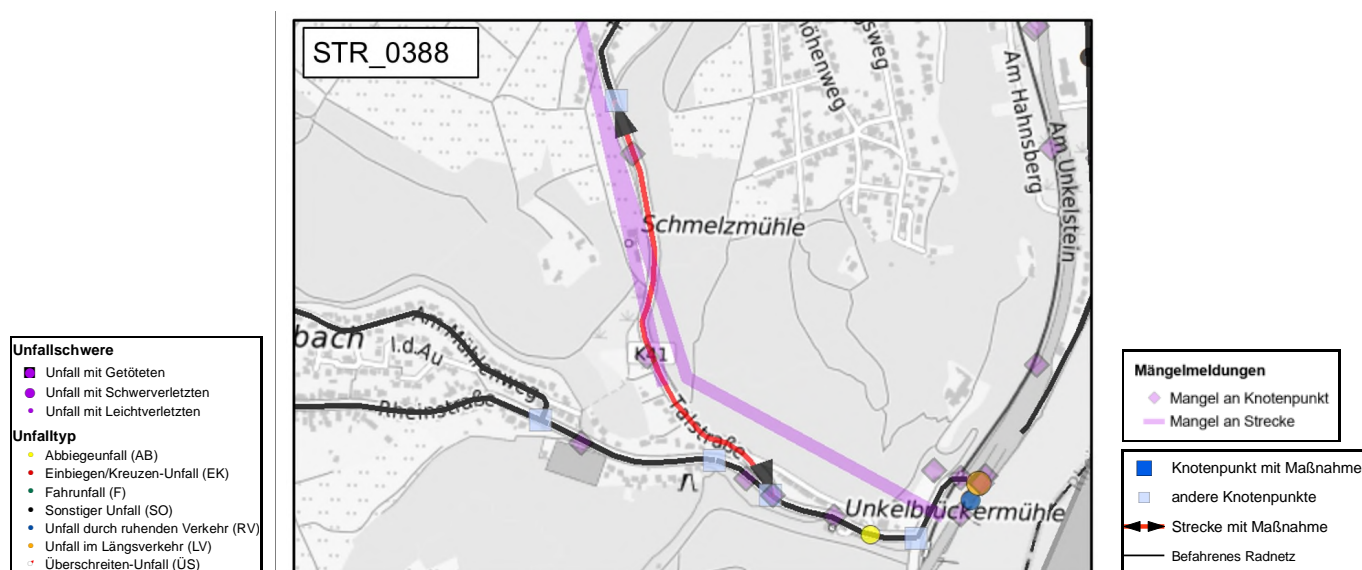 STR_0388
Höhenweg
Am Hahnsberg
Am Unkelstein
Schmelzmühle
bach
Am Mühlenweg
I.d.Au
K41
Rheinstraße
Talstraße
Unkelbrückermühle
Unfallschwere
Unfall mit Getöteten
Unfall mit Schwerverletzten
Unfall mit Leichtverletzten
Unfalltyp
Abbiegeunfall (AB)
Einbiegen/Kreuzen-Unfall (EK)
Fahrunfall (F)
Sonstiger Unfall (SO)
Unfall durch ruhenden Verkehr (RV)
Unfall im Längsverkehr (LV)
Überschreiten-Unfall (ÜS)
Mängelmeldungen
Mangel an Knotenpunkt
Mangel an Strecke
Knotenpunkt mit Maßnahme
andere Knotenpunkte
Strecke mit Maßnahme
Befahrenes Radnetz